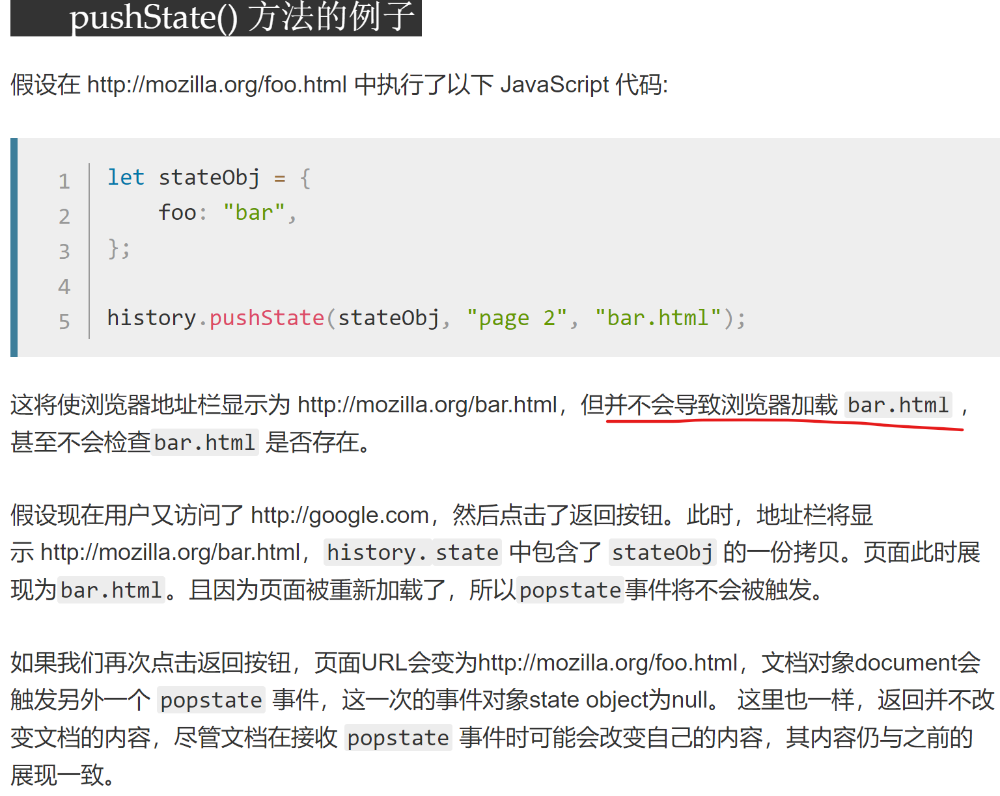 pushState() 方法的例子
假设在 http://mozilla.org/foo.html 中执行了以下 JavaScript 代码:
1 let stateObj = {
2 foo: "bar",
3 };
4
5 history.pushState(stateObj, "page 2", "bar.html");
这将使浏览器地址栏显示为 http://mozilla.org/bar.html，但并不会导致浏览器加载 bar.html ，
甚至不会检查bar.html 是否存在。
假设现在用户又访问了 http://google.com，然后点击了返回按钮。此时，地址栏将显
示 http://mozilla.org/bar.html，history.state 中包含了 stateObj 的一份拷贝。页面此时展
现为bar.html。且因为页面被重新加载了，所以popstate事件将不会被触发。
如果我们再次点击返回按钮，页面URL会变为http://mozilla.org/foo.html，文档对象document会
触发另外一个 popstate 事件，这一次的事件对象state object为null。 这里也一样，返回并不改
变文档的内容，尽管文档在接收 popstate 事件时可能会改变自己的内容，其内容仍与之前的
展现一致。